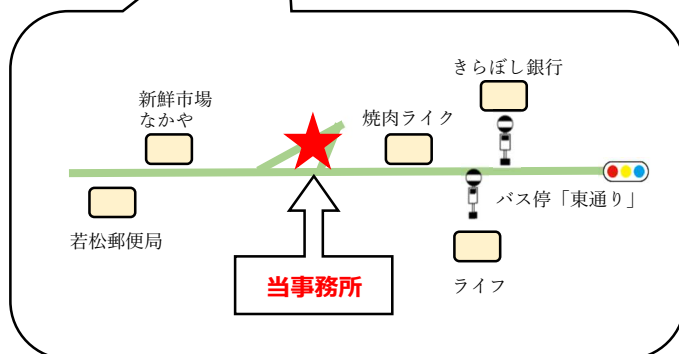 きらぼし銀行
新鮮市場
なかや
焼肉ライク
バス停「東通り」
若松郵便局
当事務所
ライフ